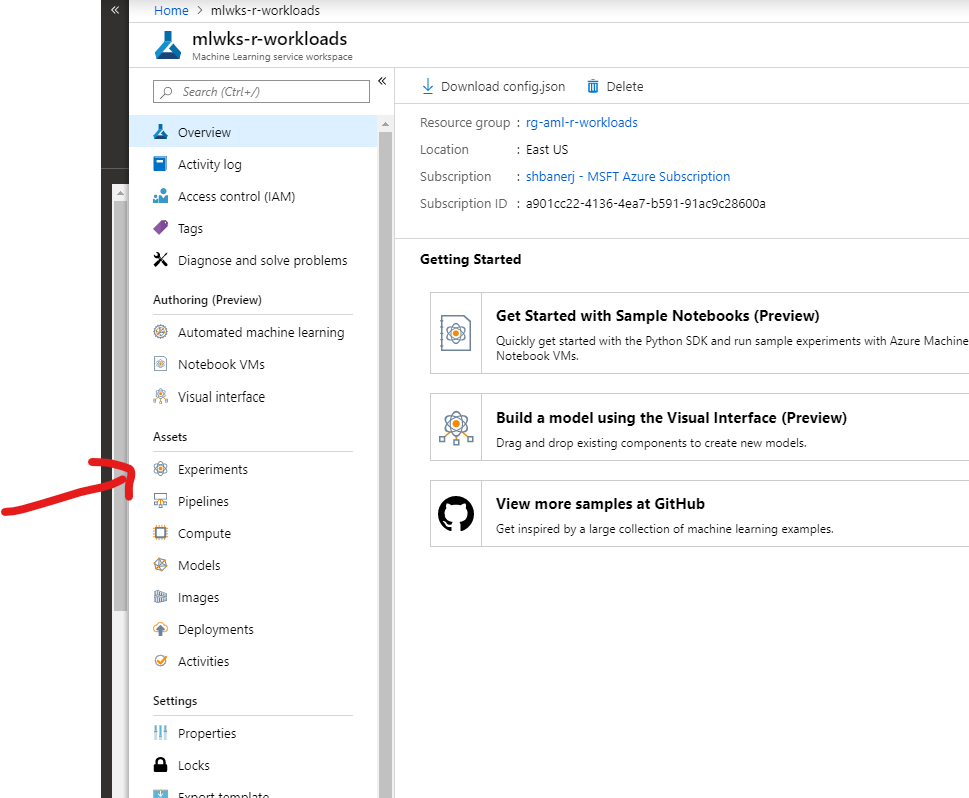 «
Home > mlwks-r-workloads
mlwks-r-workloads
Machine Learning service workspace
Search (Ctrl+/)
«
Overview
Activity log
Access control (IAM)
Tags
Diagnose and solve problems
Authoring (Preview)
Automated machine learning
Notebook VMs
Visual interface
Assets
Experiments
Pipelines
Compute
Models
Images
Deployments
Activities
Settings
Properties
Locks
Export template
Download config.json Delete
Resource group : rg-aml-r-workloads
Location : East US
Subscription : shbanerj - MSFT Azure Subscription
Subscription ID : a901cc22-4136-4ea7-b591-91ac9c28600a
Getting Started
Get Started with Sample Notebooks (Preview)
Quickly get started with the Python SDK and run sample experiments with Azure Machine
Notebook VMs.
Build a model using the Visual Interface (Preview)
Drag and drop existing components to create new models.
View more samples at GitHub
Get inspired by a large collection of machine learning examples.